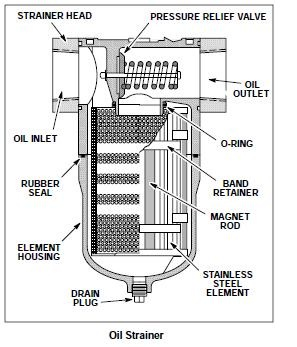 STRAINER HEAD
PRESSURE RELIEF VALVE
OIL INLET
OIL
OUTLET
O-RING
RUBBER
SEAL
BAND
RETAINER
MAGNET
ROD
ELEMENT
HOUSING
STAINLESS
STEEL
ELEMENT
DRAIN
PLUG
Oil Strainer